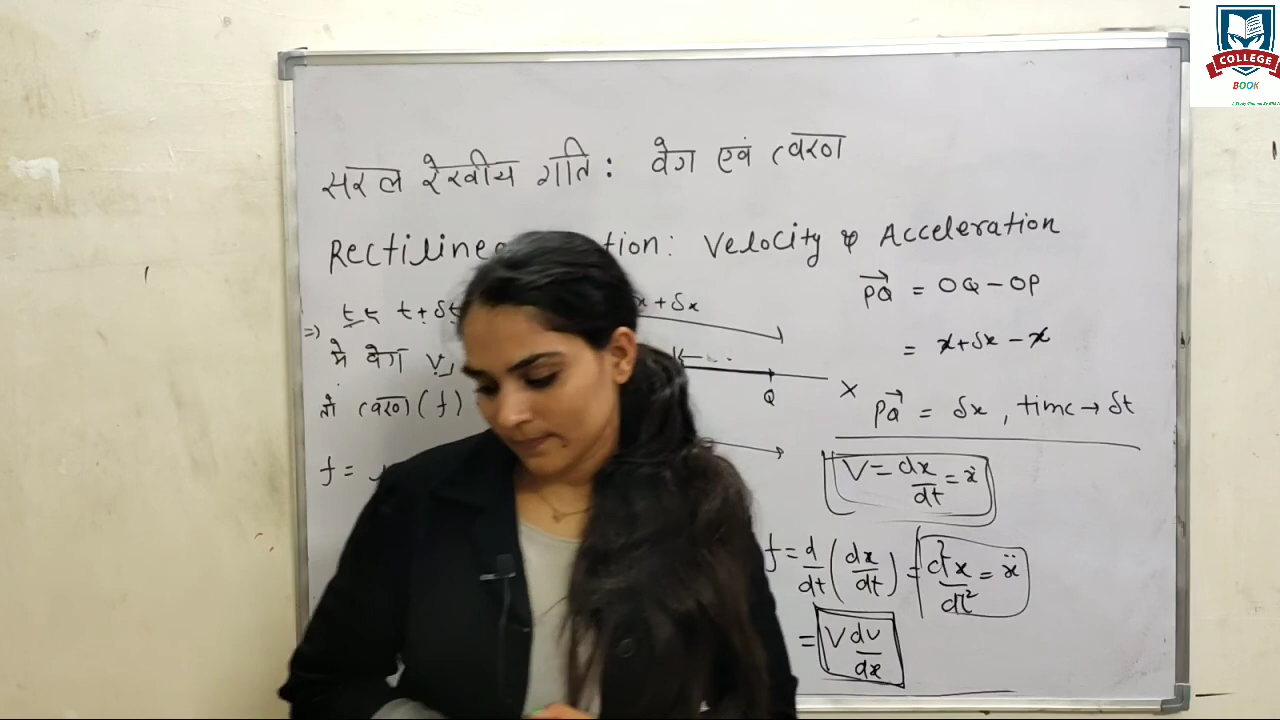 सरल रेखीय गति : वेग एवं त्वरण
Rectilinea tion : Velocity & Acceleration
⇒ t व t + δt
में वेग v,
तो त्वरण (f)
f =
x + δx
Q
X
PQ→ = OQ - OP
= x + δx - x
PQ→ = δx , time → δt
V = dx/dt = ẋ
f = d/dt (dx/dt) = d²x/dt² = ẍ
= V dv/dx
COLLEGE
BOOK